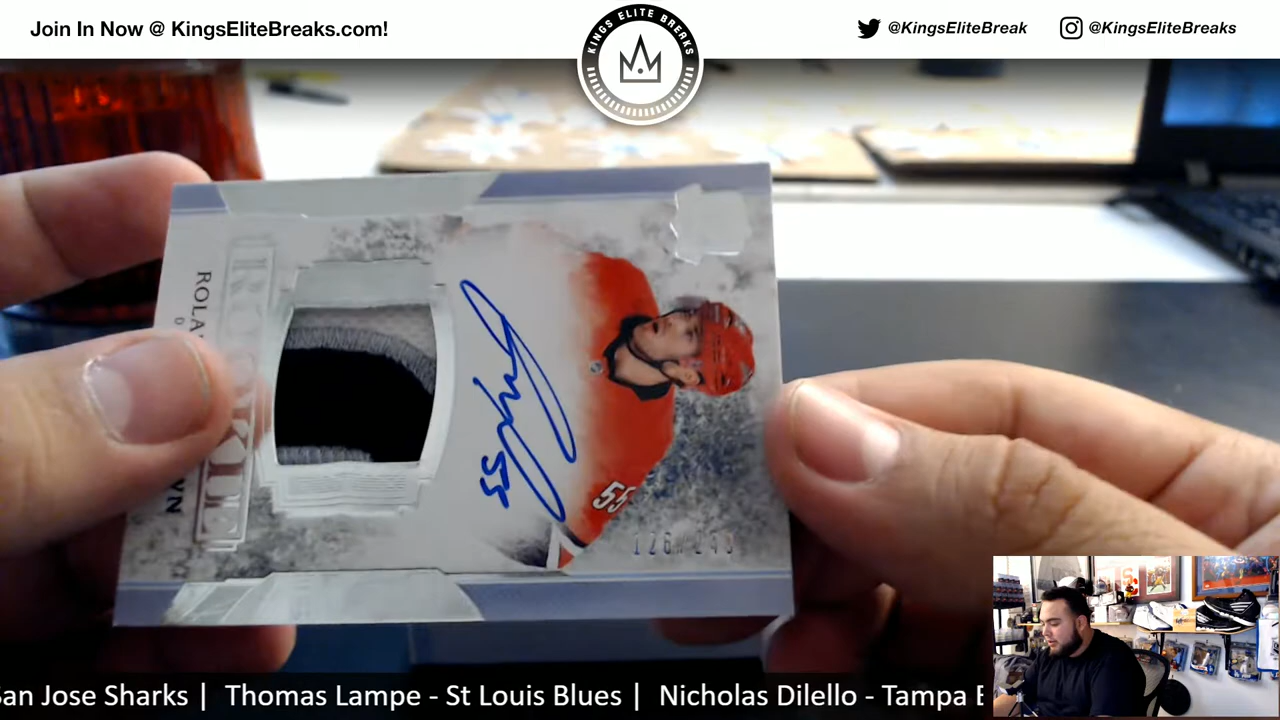 Join In Now @ KingsEliteBreaks.com!
KINGS ELITE BREAKS
@KingsEliteBreak
@KingsEliteBreaks
ROOKIE
55
55
San Jose Sharks | Thomas Lampe - St Louis Blues | Nicholas Dilello - Tampa